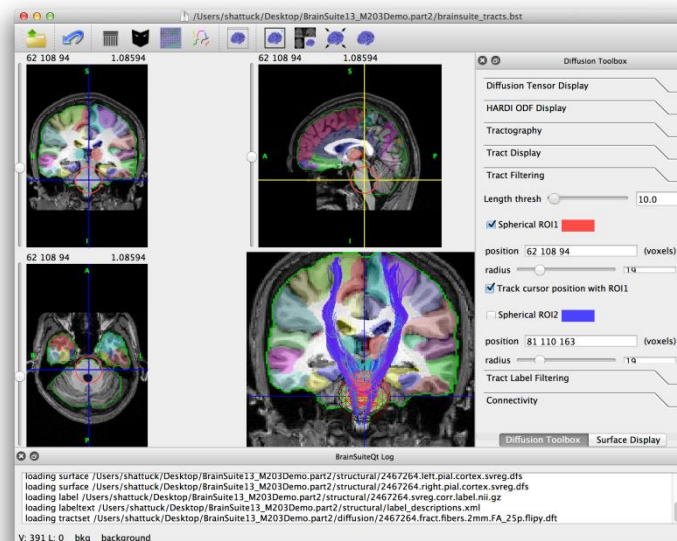 /Users/shattuck/Desktop/BrainSuite13_M203Demo.part2/brainsuite_tracts.bst
62 108 94 1.08594
S
R
L
I
62 108 94 1.08594
S
A
P
I
62 108 94 1.08594
A
R
L
P
Diffusion Toolbox
Diffusion Tensor Display
HARDI ODF Display
Tractography
Tract Display
Tract Filtering
Length thresh 10.0
Spherical ROI1
position 62 108 94 (voxels)
radius 19
Track cursor position with ROI1
Spherical ROI2
position 81 110 163 (voxels)
radius 19
Tract Label Filtering
Connectivity
Diffusion Toolbox Surface Display
BrainSuiteQt Log
loading surface /Users/shattuck/Desktop/BrainSuite13_M203Demo.part2/structural/2467264.left.pial.cortex.svreg.dfs
loading surface /Users/shattuck/Desktop/BrainSuite13_M203Demo.part2/structural/2467264.right.pial.cortex.svreg.dfs
loading label /Users/shattuck/Desktop/BrainSuite13_M203Demo.part2/structural/2467264.svreg.corr.label.nii.gz
loading labeltext /Users/shattuck/Desktop/BrainSuite13_M203Demo.part2/structural/label_descriptions.xml
loading tractset /Users/shattuck/Desktop/BrainSuite13_M203Demo.part2/diffusion/2467264.fract.fibers.2mm.FA_25p.flipy.dft
V: 391 L: 0 bkg background